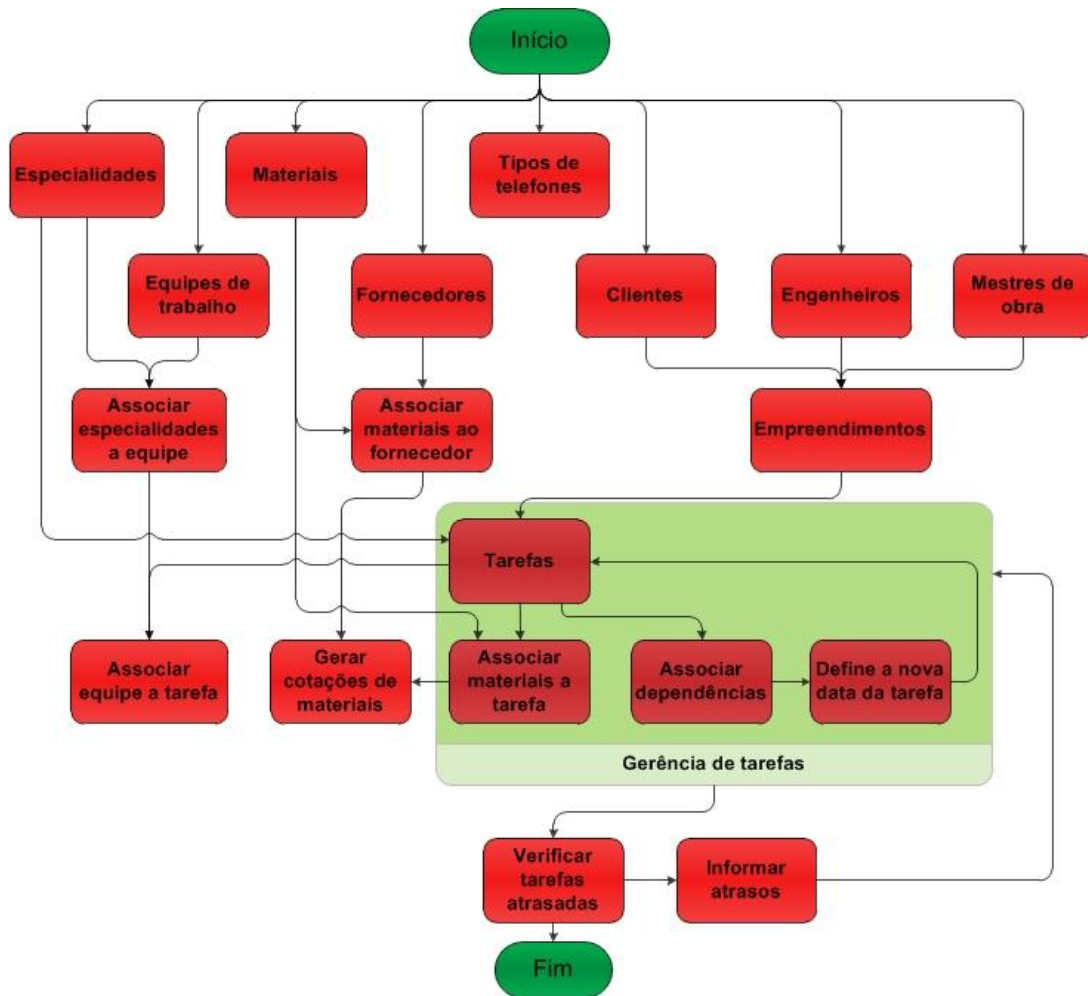 Início
Especialidades
Materiais
Tipos de
telefones
Equipes de
trabalho
Fornecedores
Clientes
Engenheiros
Mestres de
obra
Associar
especialidades
a equipe
Associar
materiais ao
fornecedor
Empreendimentos
Tarefas
Associar
equipe a tarefa
Gerar
cotações de
materiais
Associar
materiais a
tarefa
Associar
dependências
Define a nova
data da tarefa
Gerência de tarefas
Verificar
tarefas
atrasadas
Informar
atrasos
Fim